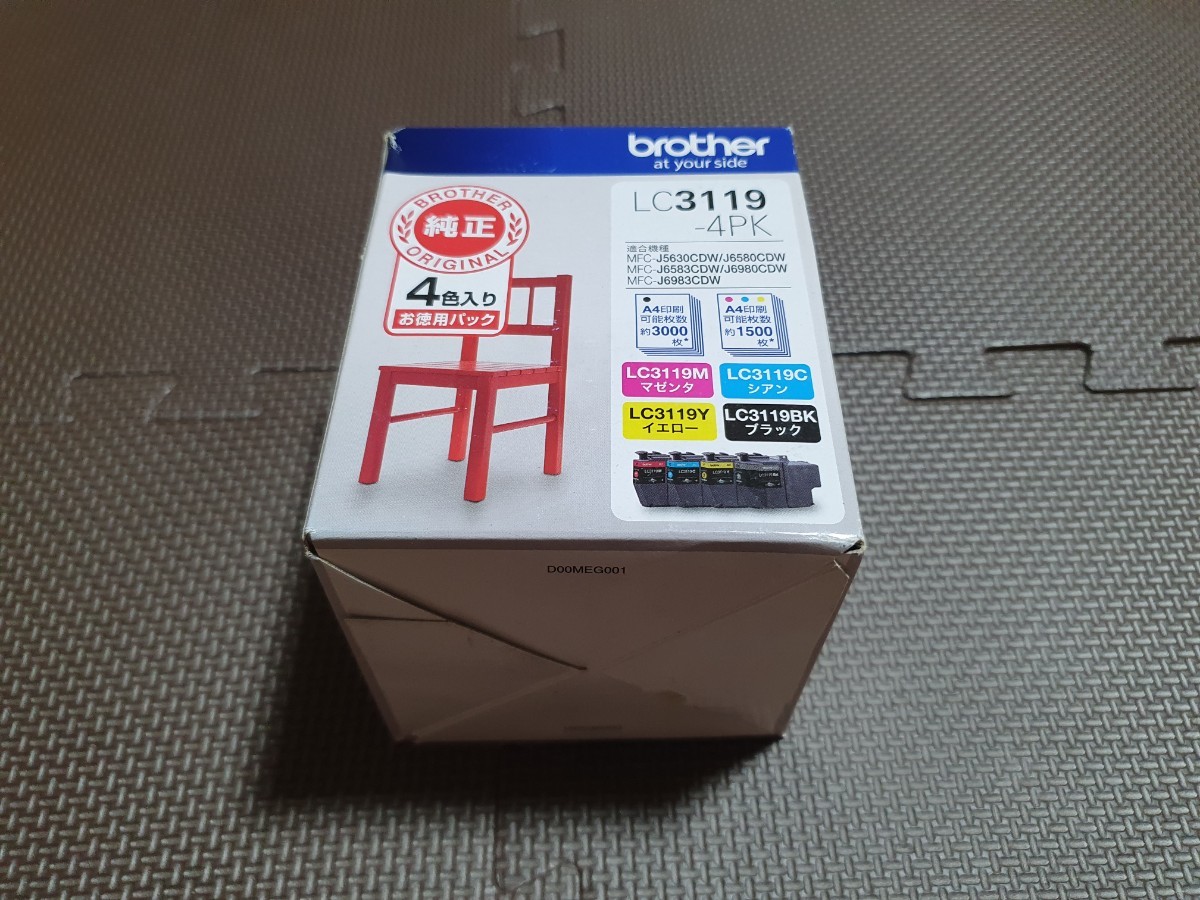 brother
at your side
BROTHER
純正
ORIGINAL
4色入り
お徳用パック
LC3119
-4PK
適合機種
MFC-J5630CDW/J6580CDW
MFC-J6583CDW/J6980CDW
MFC-J6983CDW
A4印刷
可能枚数
約3000
枚*
A4印刷
可能枚数
約1500
枚*
LC3119M
マゼンタ
LC3119C
シアン
LC3119Y
イエロー
LC3119BK
ブラック
D00MEG001